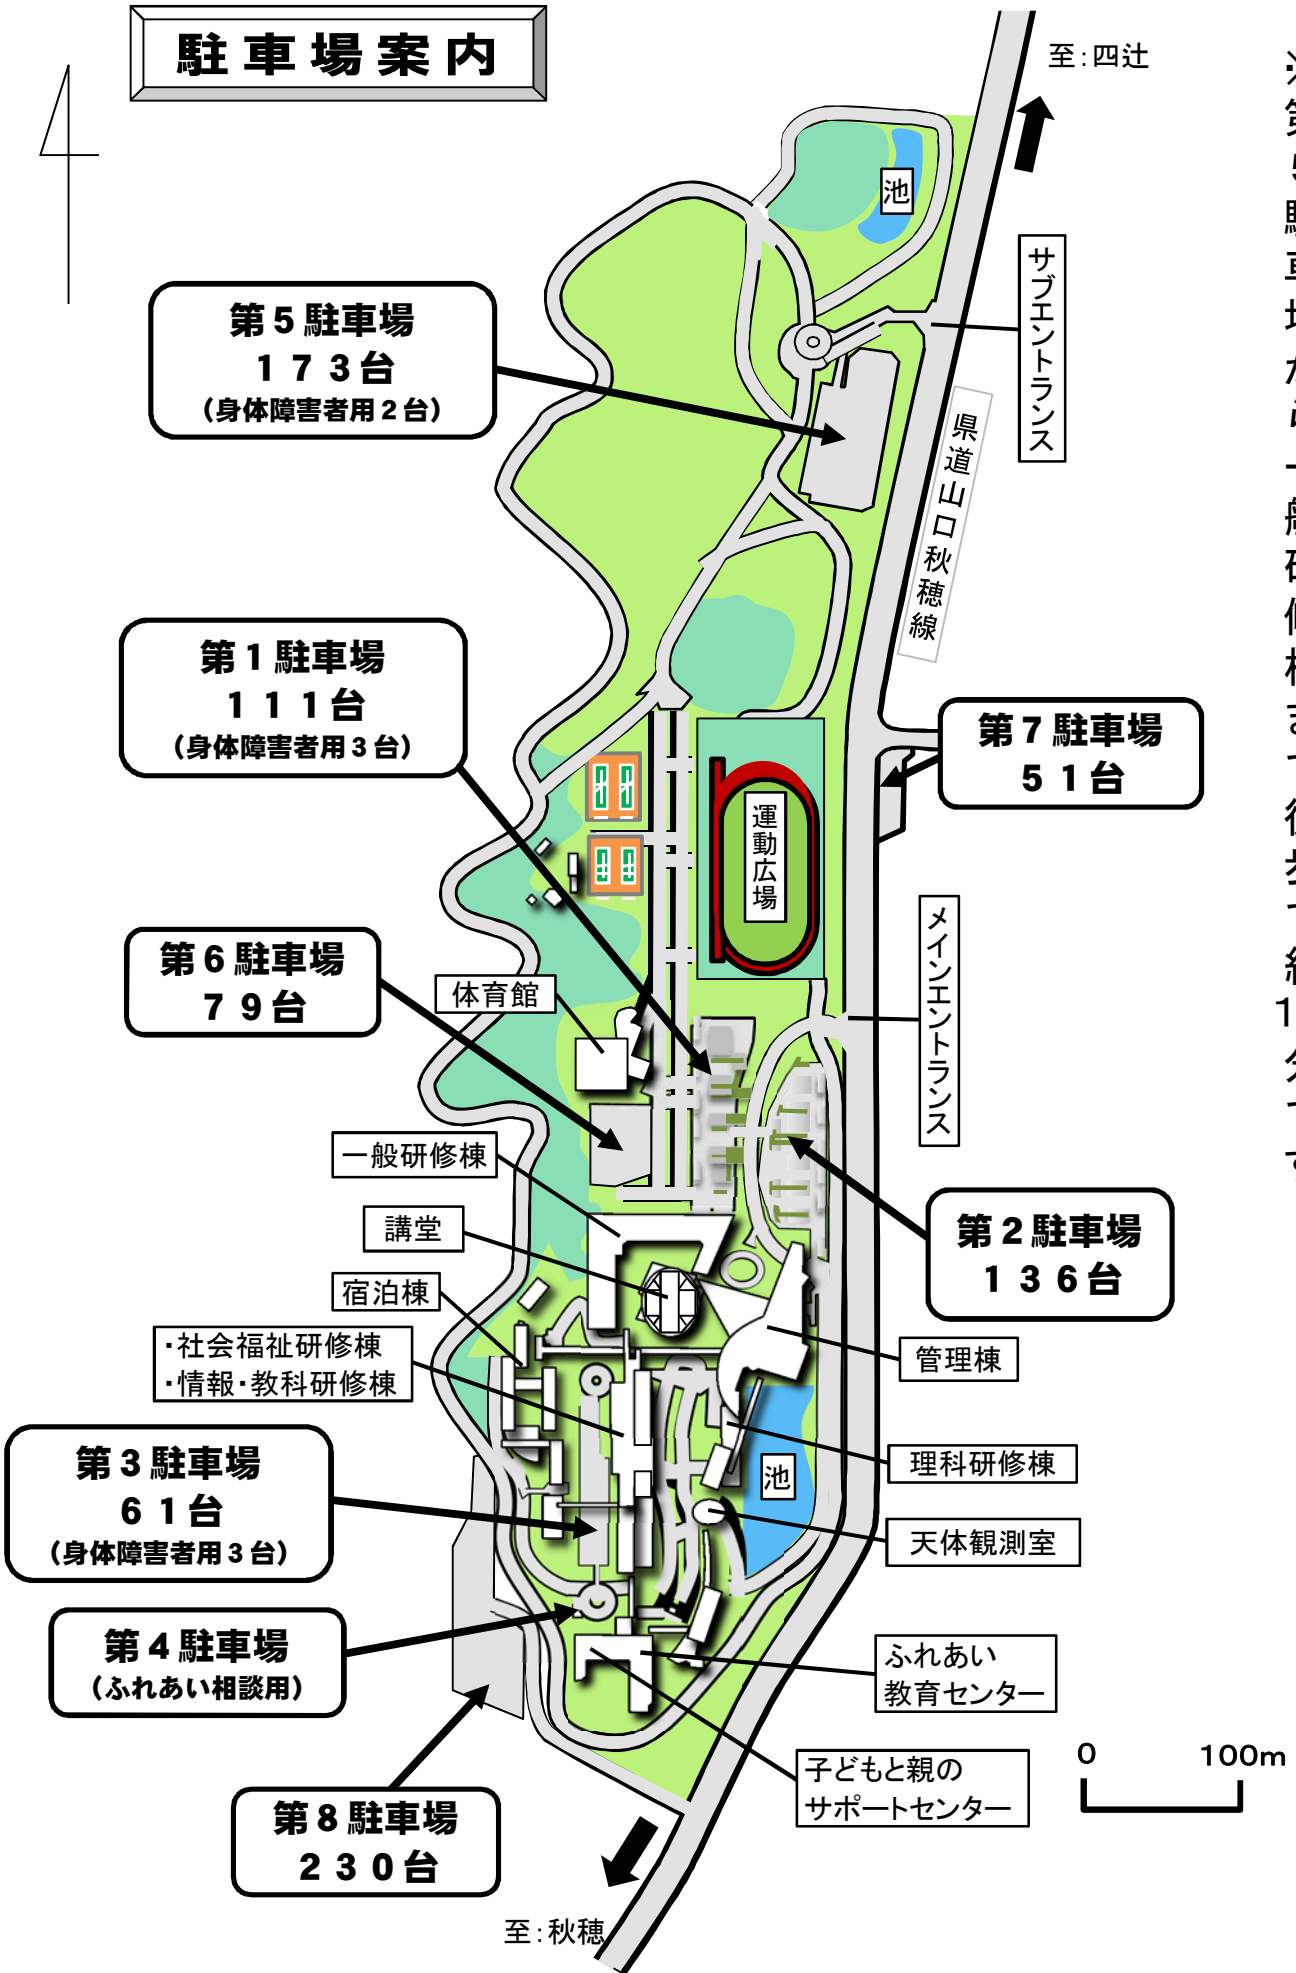 駐車場案内
至：四辻
池
サブエントランス
第５駐車場
１７３台
（身体障害者用２台）
県道山口秋穂線
第１駐車場
１１１台
（身体障害者用３台）
第７駐車場
５１台
運動広場
メインエントランス
第６駐車場
７９台
体育館
一般研修棟
講堂
宿泊棟
・社会福祉研修棟
・情報・教科研修棟
第２駐車場
１３６台
管理棟
理科研修棟
池
天体観測室
第３駐車場
６１台
（身体障害者用３台）
第４駐車場
（ふれあい相談用）
ふれあい
教育センター
子どもと親の
サポートセンター
0 100m
第８駐車場
２３０台
至：秋穂